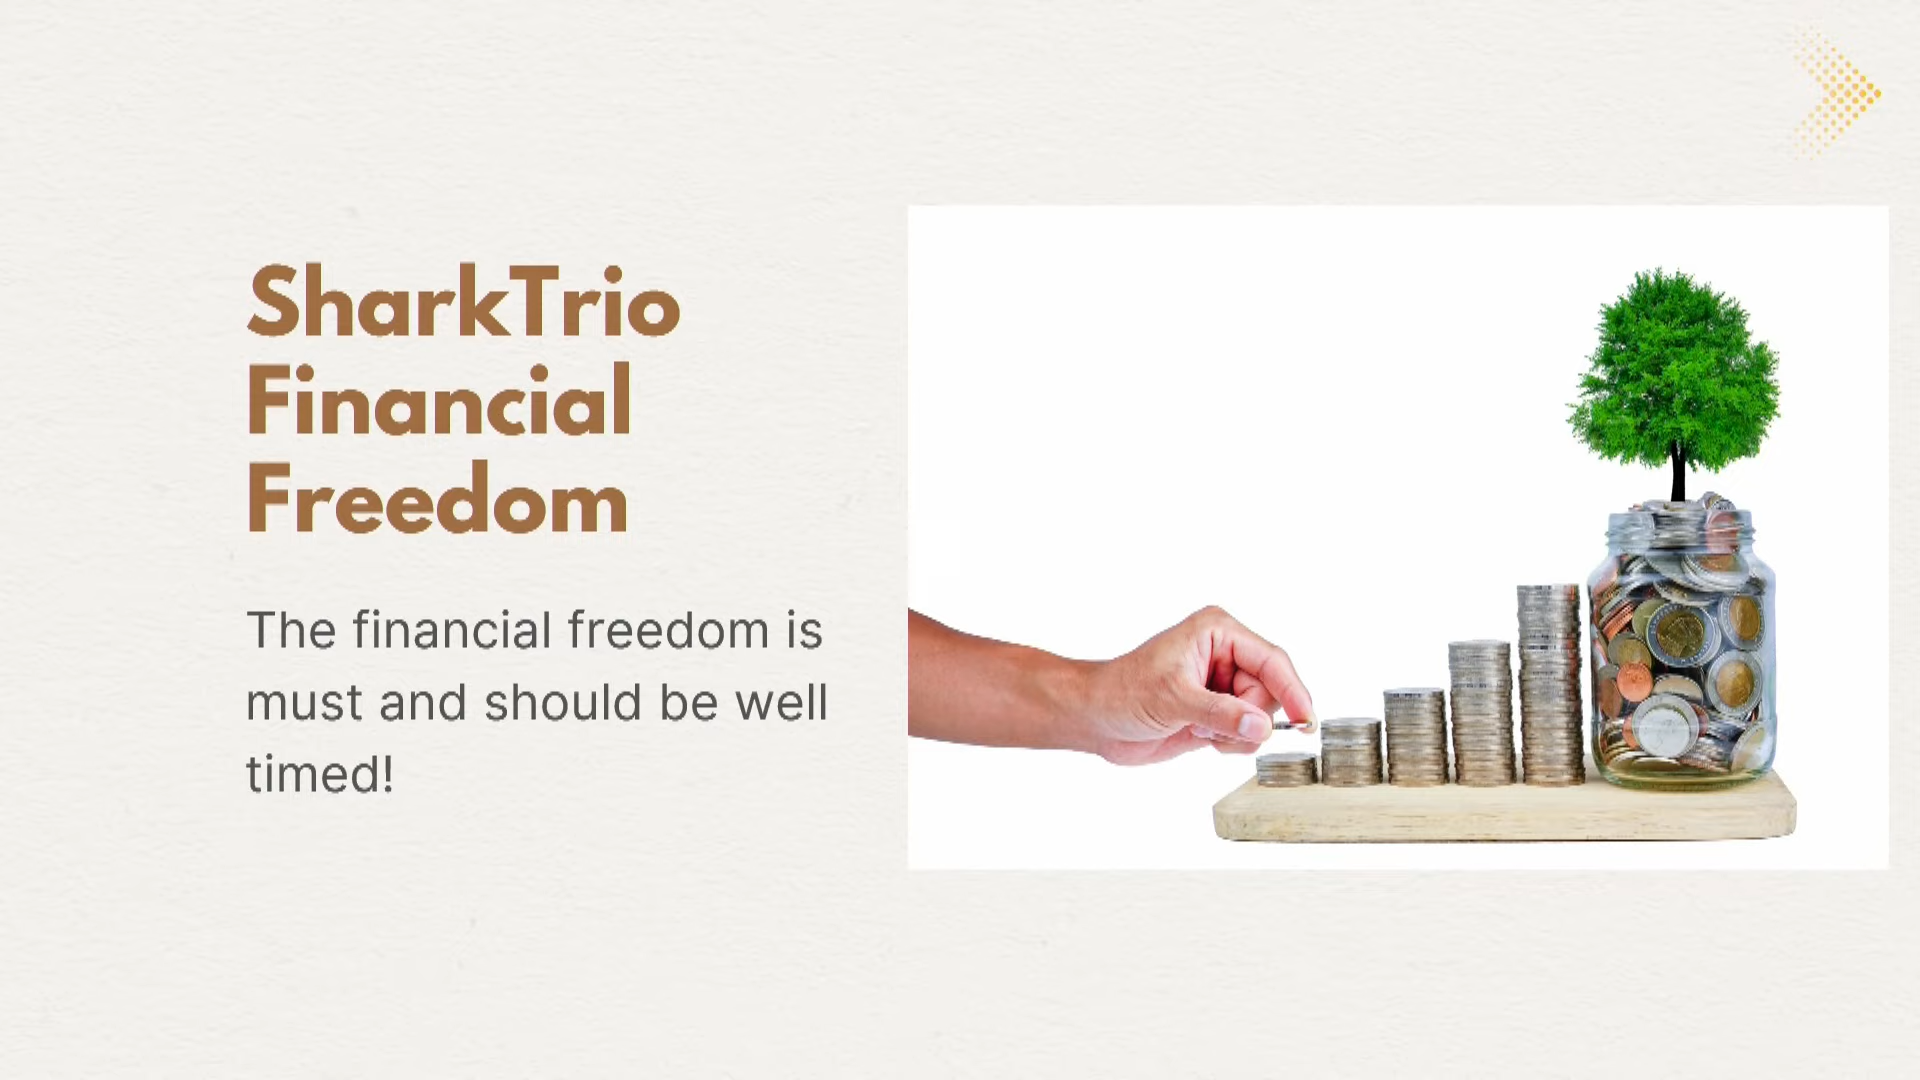 SharkTrio
Financial
Freedom
The financial freedom is
must and should be well
timed!